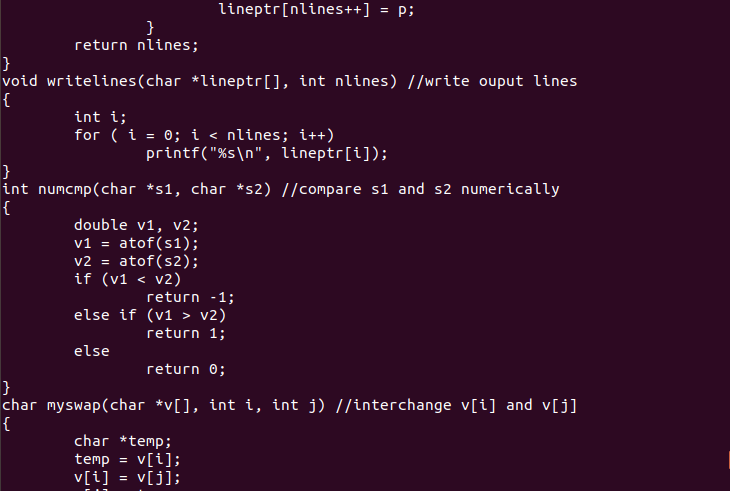 lineptr[nlines++] = p;
}
return nlines;
}
void writelines(char *lineptr[], int nlines) //write ouput lines
{
int i;
for ( i = 0; i < nlines; i++)
printf("%s\n", lineptr[i]);
}
int numcmp(char *s1, char *s2) //compare s1 and s2 numerically
{
double v1, v2;
v1 = atof(s1);
v2 = atof(s2);
if (v1 < v2)
return -1;
else if (v1 > v2)
return 1;
else
return 0;
}
char myswap(char *v[], int i, int j) //interchange v[i] and v[j]
{
char *temp;
temp = v[i];
v[i] = v[j];